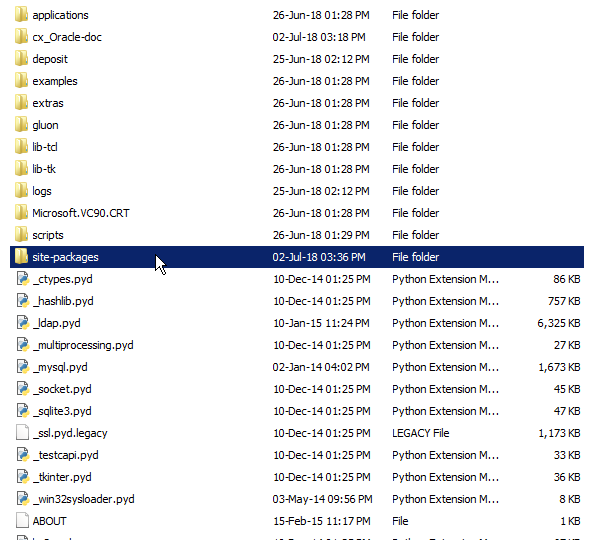 applications 26-Jun-18 01:28 PM File folder
cx_Oracle-doc 02-Jul-18 03:18 PM File folder
deposit 25-Jun-18 02:12 PM File folder
examples 26-Jun-18 01:28 PM File folder
extras 26-Jun-18 01:28 PM File folder
gluon 26-Jun-18 01:28 PM File folder
lib-tcl 26-Jun-18 01:28 PM File folder
lib-tk 26-Jun-18 01:28 PM File folder
logs 25-Jun-18 02:12 PM File folder
Microsoft.VC90.CRT 26-Jun-18 01:28 PM File folder
scripts 26-Jun-18 01:29 PM File folder
site-packages 02-Jul-18 03:36 PM File folder
_ctypes.pyd 10-Dec-14 01:25 PM Python Extension M... 86 KB
_hashlib.pyd 10-Dec-14 01:25 PM Python Extension M... 757 KB
_ldap.pyd 10-Jan-15 11:24 PM Python Extension M... 6,325 KB
_multiprocessing.pyd 10-Dec-14 01:25 PM Python Extension M... 27 KB
_mysql.pyd 02-Jan-14 04:02 PM Python Extension M... 1,673 KB
_socket.pyd 10-Dec-14 01:25 PM Python Extension M... 45 KB
_sqlite3.pyd 10-Dec-14 01:25 PM Python Extension M... 47 KB
_ssl.pyd.legacy 10-Dec-14 01:25 PM LEGACY File 1,173 KB
_testcapi.pyd 10-Dec-14 01:25 PM Python Extension M... 33 KB
_tkinter.pyd 10-Dec-14 01:25 PM Python Extension M... 36 KB
_win32sysloader.pyd 03-May-14 09:56 PM Python Extension M... 8 KB
ABOUT 15-Feb-15 11:17 PM File 1 KB